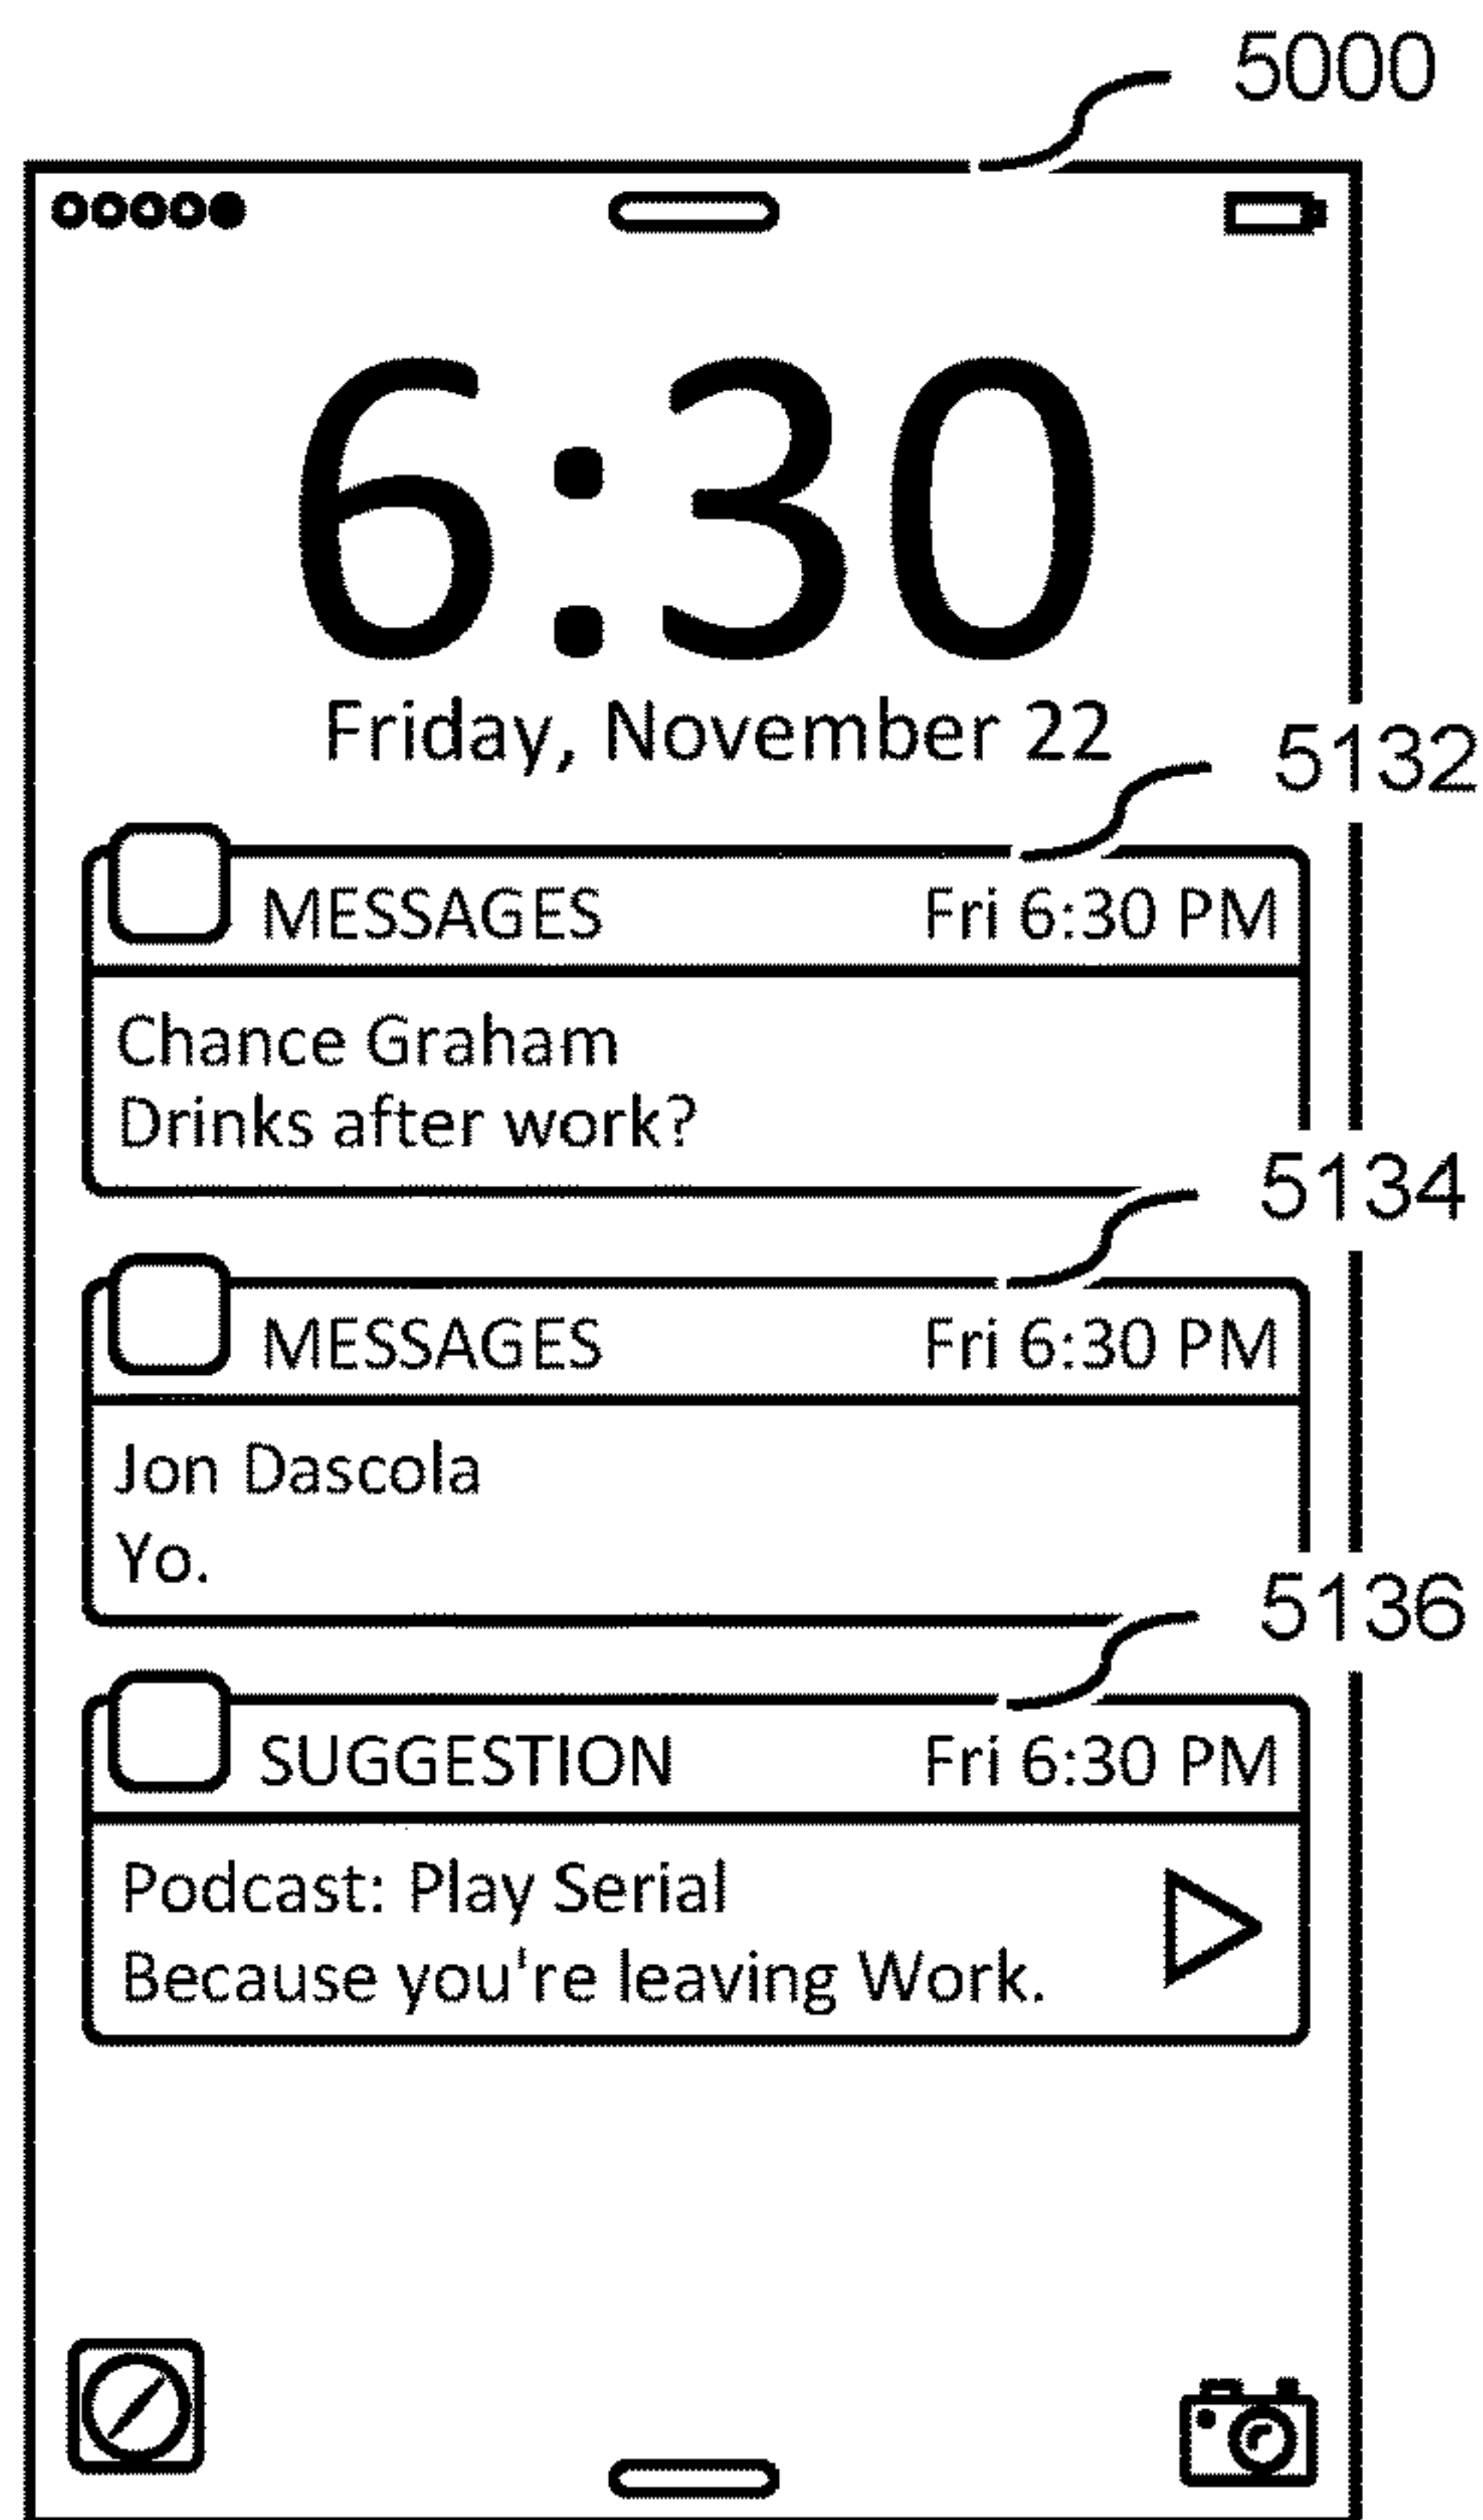 5000
6:30
Friday, November 22
5132
MESSAGES Fri 6:30 PM
Chance Graham
Drinks after work?
5134
MESSAGES Fri 6:30 PM
Jon Dascola
Yo.
5136
SUGGESTION Fri 6:30 PM
Podcast: Play Serial
Because you're leaving Work.